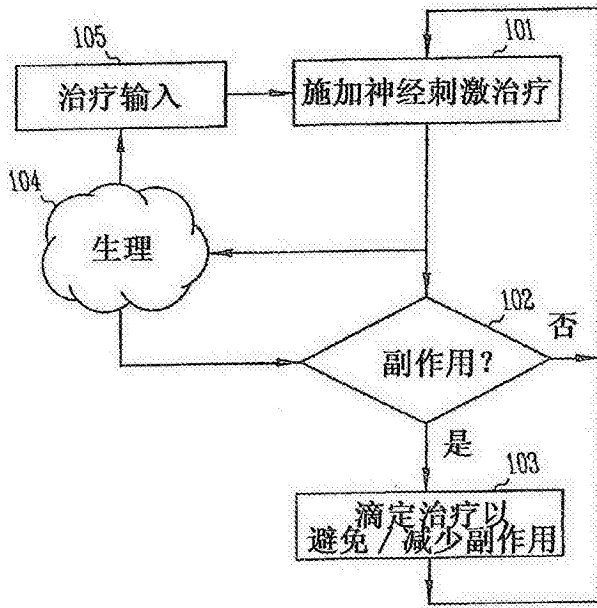 105
治疗输入
101
施加神经刺激治疗
104
生理
102
副作用?
否
是
103
滴定治疗以
避免/减少副作用